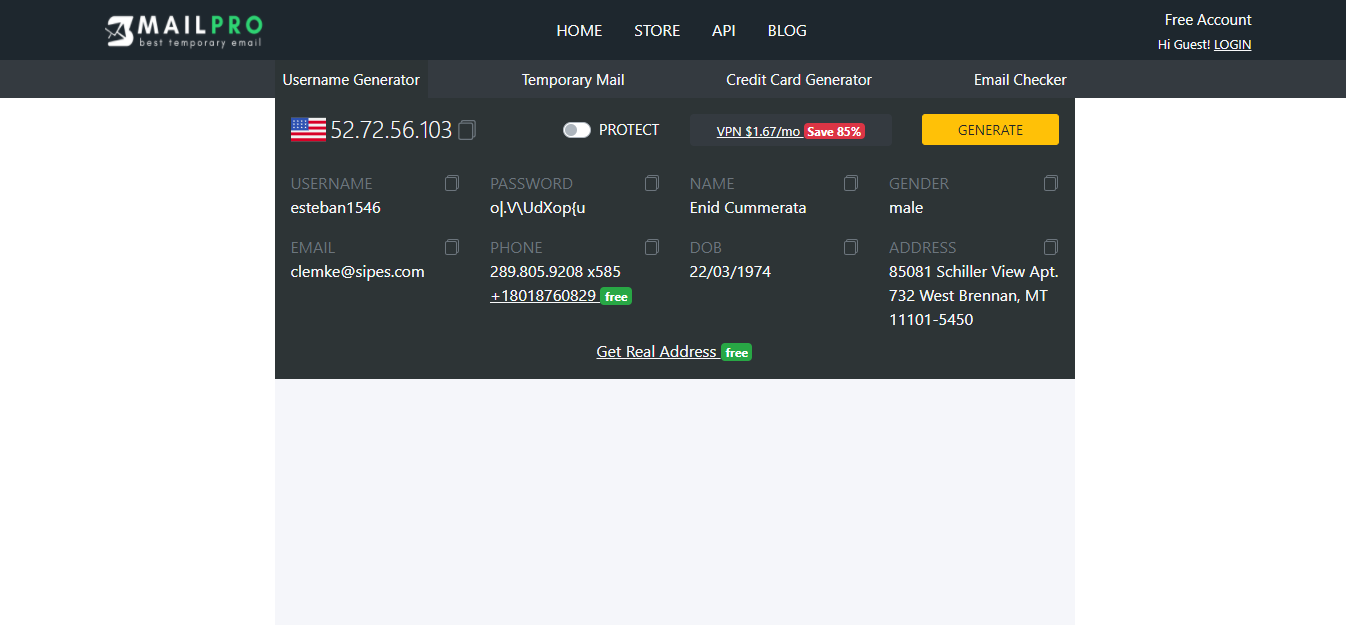 MAILPRO
best temporary email
HOME STORE API BLOG
Free Account
Hi Guest! LOGIN
Username Generator Temporary Mail Credit Card Generator Email Checker
52.72.56.103 PROTECT VPN $1.67/mo Save 85% GENERATE
USERNAME PASSWORD NAME GENDER
esteban1546 o|.V\UdXop{u Enid Cummerata male
EMAIL PHONE DOB ADDRESS
clemke@sipes.com 289.805.9208 x585 22/03/1974 85081 Schiller View Apt.
+18018760829 free 732 West Brennan, MT
11101-5450
Get Real Address free